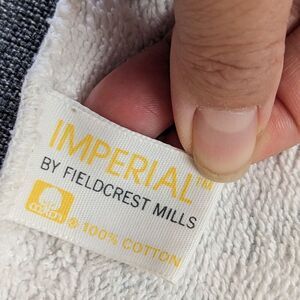 IMPERIAL™
BY FIELDCREST MILLS
® 100% COTTON